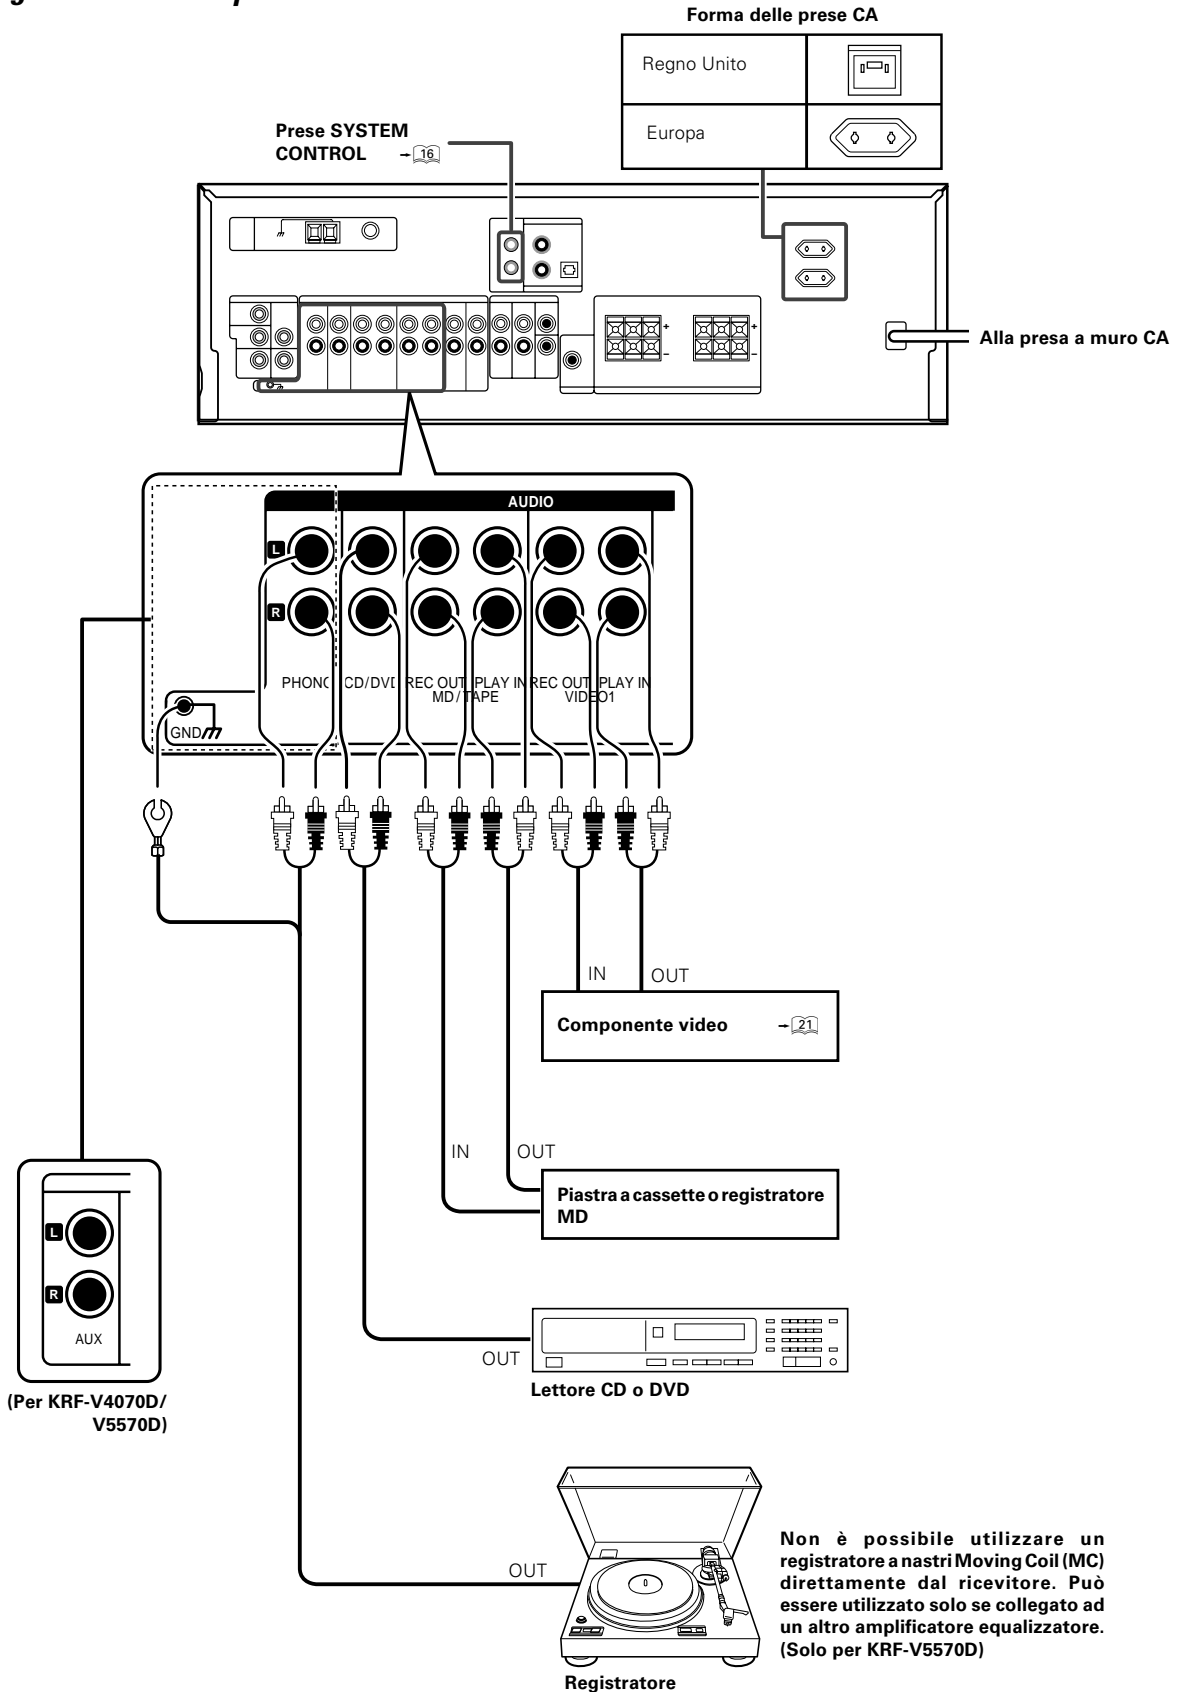 Forma delle prese CA
Regno Unito
Europa
Prese SYSTEM
CONTROL → 16
+
+
–
–
Alla presa a muro CA
AUDIO
L
R
PHONO
CD/DVD
REC OUT PLAY IN
MD / TAPE
REC OUT PLAY IN
VIDEO1
GND
IN
OUT
Componente video → 21
IN
OUT
Piastra a cassette o registratore
MD
L
R
AUX
(Per KRF-V4070D/
V5570D)
OUT
Lettore CD o DVD
OUT
Non è possibile utilizzare un
registratore a nastri Moving Coil (MC)
direttamente dal ricevitore. Può
essere utilizzato solo se collegato ad
un altro amplificatore equalizzatore.
(Solo per KRF-V5570D)
Registratore